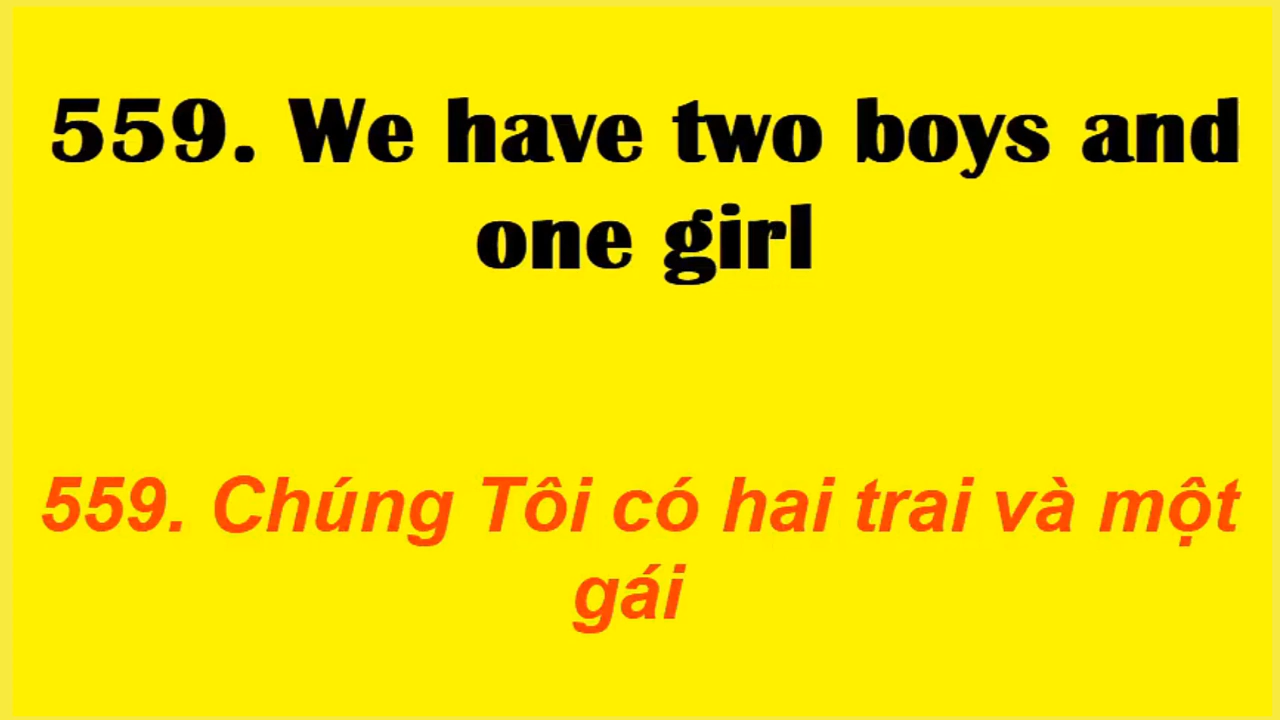 559. We have two boys and
one girl
559. Chúng Tôi có hai trai và một
gái